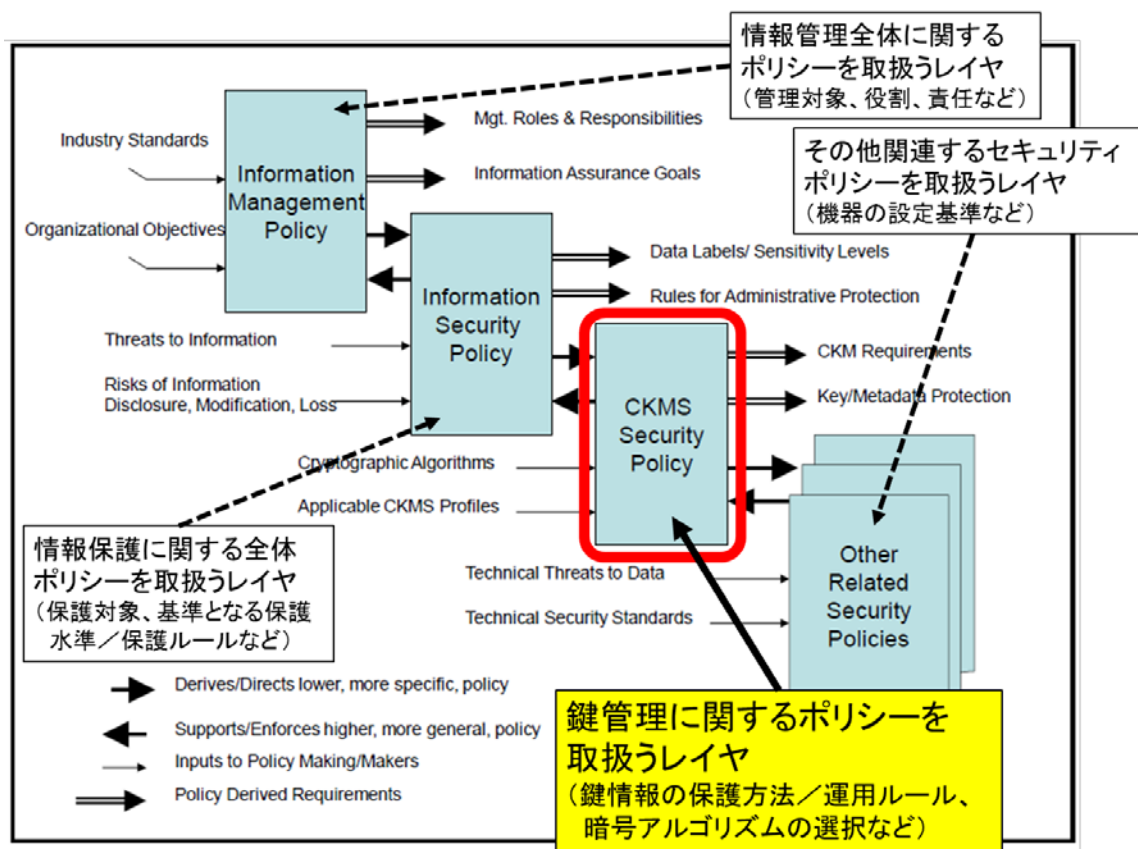 情報管理全体に関する
ポリシーを取扱うレイヤ
（管理対象、役割、責任など）
その他関連するセキュリティ
ポリシーを取扱うレイヤ
（機器の設定基準など）
Industry Standards
Organizational Objectives
Information
Management
Policy
Mgt. Roles & Responsibilities
Information Assurance Goals
Threats to Information
Risks of Information
Disclosure, Modification, Loss
Information
Security
Policy
Data Labels/ Sensitivity Levels
Rules for Administrative Protection
Cryptographic Algorithms
Applicable CKMS Profiles
CKMS
Security
Policy
CKM Requirements
Key/Metadata Protection
情報保護に関する全体
ポリシーを取扱うレイヤ
（保護対象、基準となる保護
水準／保護ルールなど）
Technical Threats to Data
Technical Security Standards
Other
Related
Security
Policies
Derives/Directs lower, more specific, policy
Supports/Enforces higher, more general, policy
Inputs to Policy Making/Makers
Policy Derived Requirements
鍵管理に関するポリシーを
取扱うレイヤ
（鍵情報の保護方法／運用ルール、
暗号アルゴリズムの選択など）